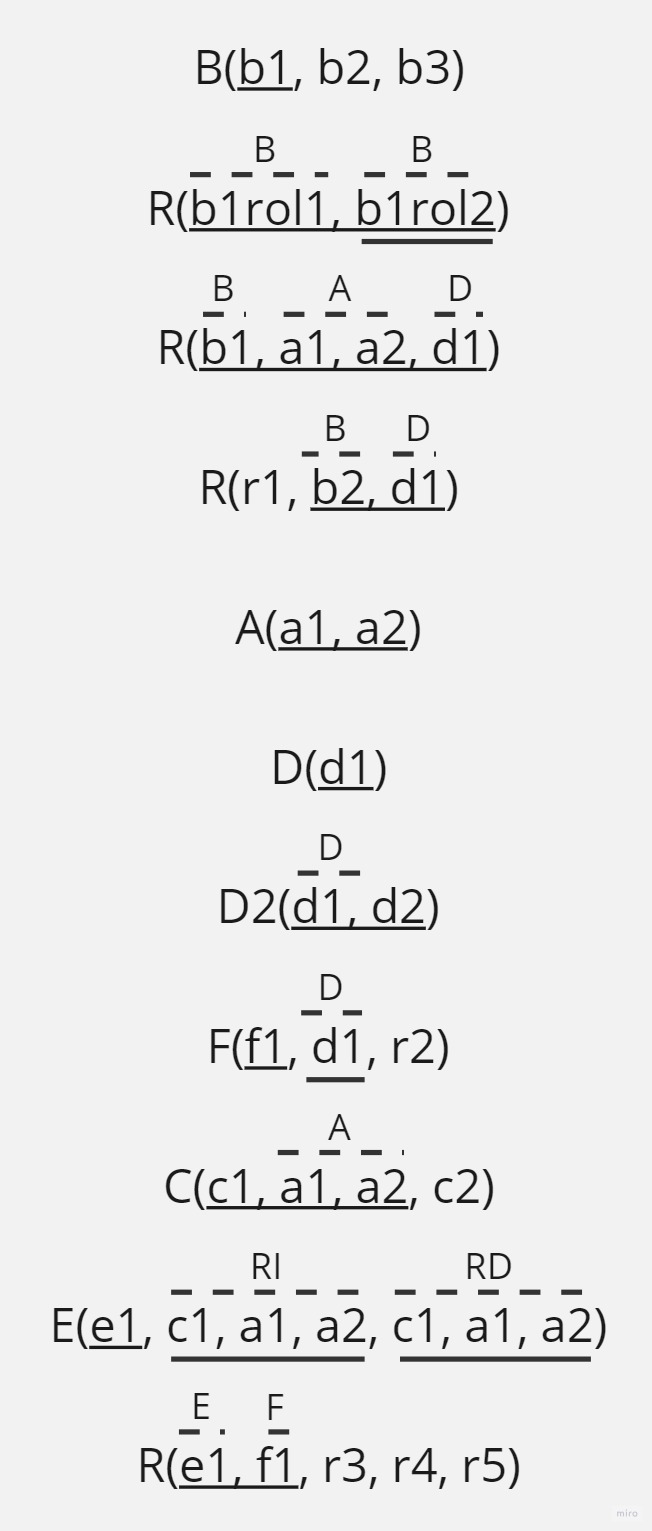 B(b1, b2, b3)
B B
R(b1rol1, b1rol2)
B A D
R(b1, a1, a2, d1)
B D
R(r1, b2, d1)
A(a1, a2)
D(d1)
D
D2(d1, d2)
D
F(f1, d1, r2)
A
C(c1, a1, a2, c2)
RI RD
E(e1, c1, a1, a2, c1, a1, a2)
E F
R(e1, f1, r3, r4, r5)
miro